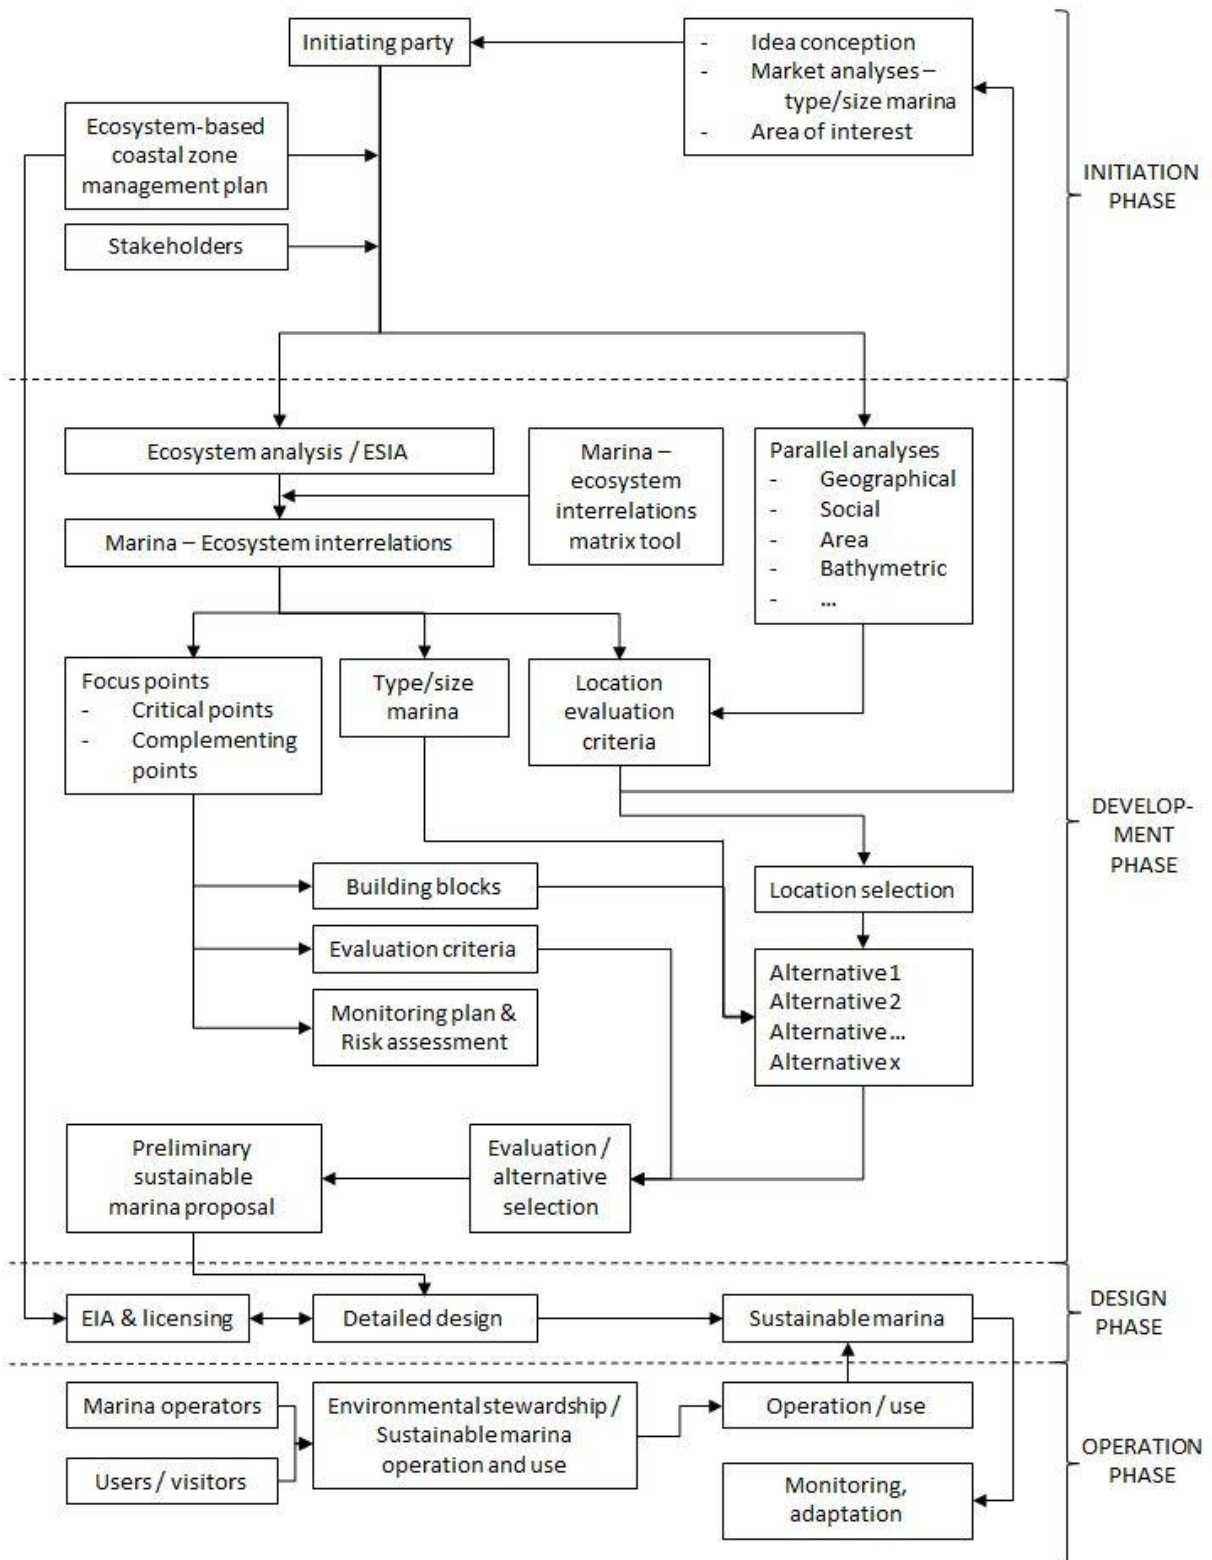 Initiating party
- Idea conception
- Market analyses –
type/size marina
- Area of interest
Ecosystem-based
coastal zone
management plan
Stakeholders
INITIATION
PHASE
Ecosystem analysis / ESIA
Marina –
ecosystem
interrelations
matrix tool
Parallel analyses
- Geographical
- Social
- Area
- Bathymetric
- ...
Marina – Ecosystem interrelations
Focus points
- Critical points
- Complementing
points
Type/size
marina
Location
evaluation
criteria
DEVELOP-
MENT
PHASE
Building blocks
Location selection
Evaluation criteria
Alternative 1
Alternative 2
Alternative ...
Alternative x
Monitoring plan &
Risk assessment
Preliminary
sustainable
marina proposal
Evaluation /
alternative
selection
EIA & licensing
Detailed design
Sustainable marina
DESIGN
PHASE
Marina operators
Users / visitors
Environmental stewardship /
Sustainable marina
operation and use
Operation / use
Monitoring,
adaptation
OPERATION
PHASE